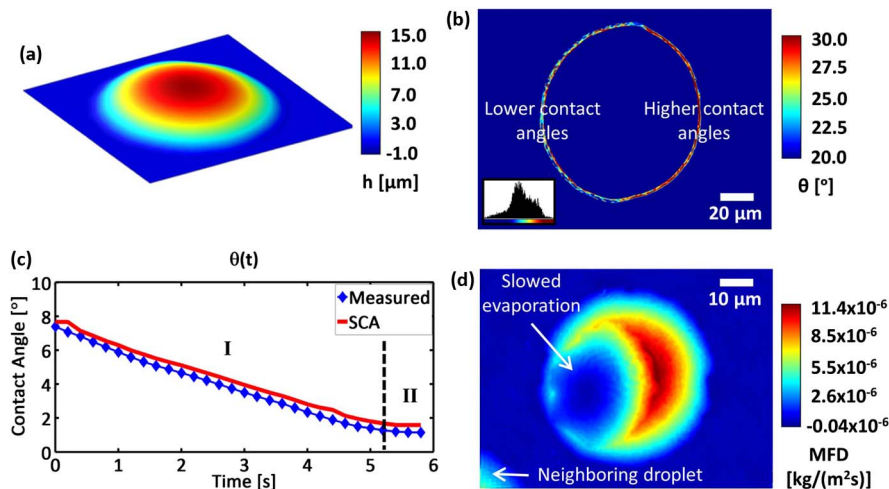 (a)
15.0
11.0
7.0
3.0
-1.0
h [µm]
(b)
Lower contact
angles
Higher contact
angles
20 µm
30.0
27.5
25.0
22.5
20.0
θ [°]
(c)
θ(t)
Contact Angle [°]
10
8
6
4
2
0
Measured
SCA
I
II
0 1 2 3 4 5 6
Time [s]
(d)
Slowed
evaporation
10 µm
Neighboring droplet
11.4x10⁻⁶
8.5x10⁻⁶
5.5x10⁻⁶
2.6x10⁻⁶
-0.04x10⁻⁶
MFD
[kg/(m²s)]